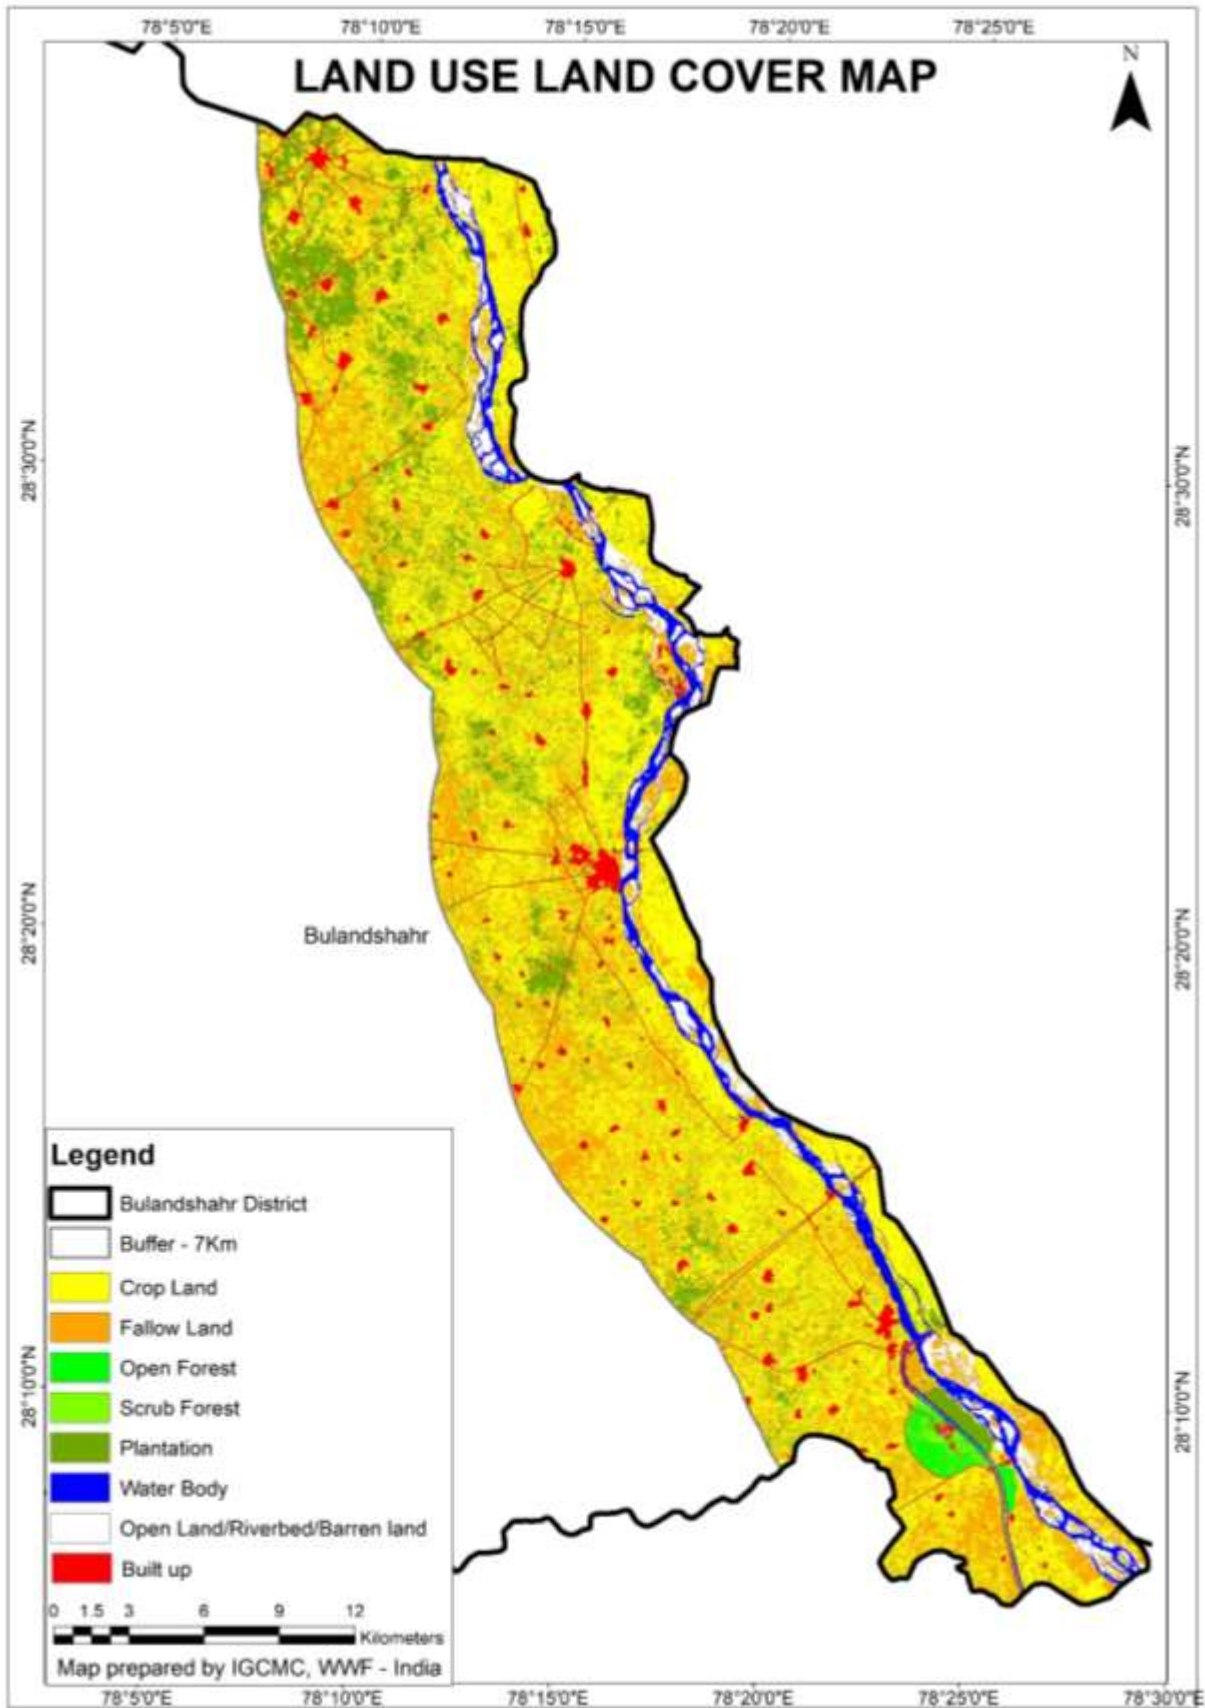 78°5'0"E 78°10'0"E 78°15'0"E 78°20'0"E 78°25'0"E
LAND USE LAND COVER MAP
N
28°30'0"N
28°30'0"N
28°20'0"N
28°20'0"N
Bulandshahr
28°10'0"N
28°10'0"N
Legend
Bulandshahr District
Buffer - 7Km
Crop Land
Fallow Land
Open Forest
Scrub Forest
Plantation
Water Body
Open Land/Riverbed/Barren land
Built up
0 1.5 3 6 9 12
Kilometers
Map prepared by IGCMC, WWF - India
78°5'0"E 78°10'0"E 78°15'0"E 78°20'0"E 78°25'0"E 78°30'0"E